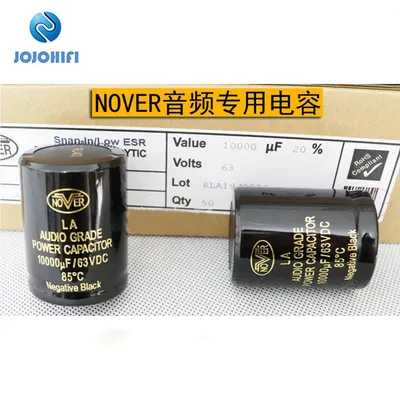 JOJOHIFI
NOVER音频专用电容
Snap-in/Low ESR
Value 10000 µF 20 %
Volts 63
Lot
Qty 50
RoHS
Compliant
NOVER
LA
AUDIO GRADE
POWER CAPACITOR
10000µF/63VDC
85°C
Negative Black
NOVER
LA
AUDIO GRADE
POWER CAPACITOR
10000µF/63VDC
85°C
Negative Black